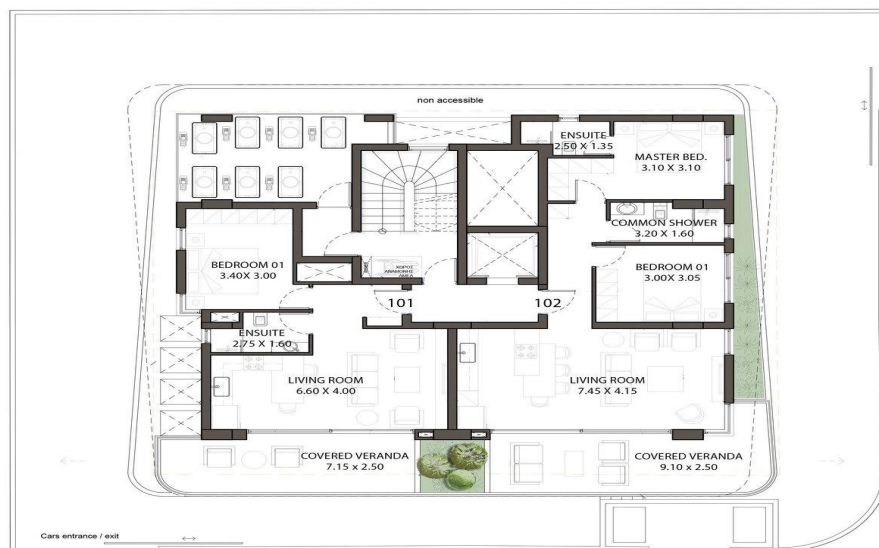 non accessible
ENSUITE
2.50 X 1.35
MASTER BED.
3.10 X 3.10
COMMON SHOWER
3.20 X 1.60
BEDROOM 01
3.40X 3.00
ΧΩΡΟΣ
ΑΝΑΜΟΝΗΣ
ΑΜΕΑ
BEDROOM 01
3.00X 3.05
101
102
ENSUITE
2.75 X 1.60
LIVING ROOM
6.60 X 4.00
LIVING ROOM
7.45 X 4.15
COVERED VERANDA
7.15 x 2.50
COVERED VERANDA
9.10 x 2.50
Cars entrance / exit